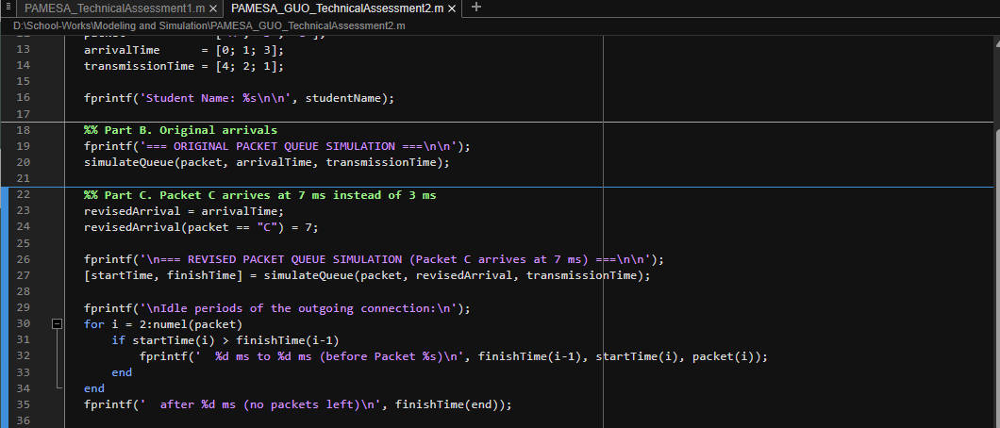 PAMESA_TechnicalAssessment1.m × PAMESA_GUO_TechnicalAssessment2.m × +
D:\School-Works\Modeling and Simulation\PAMESA_GUO_TechnicalAssessment2.m
13 arrivalTime = [0; 1; 3];
14 transmissionTime = [4; 2; 1];
15
16 fprintf('Student Name: %s\n\n', studentName);
17
18 %% Part B. Original arrivals
19 fprintf('=== ORIGINAL PACKET QUEUE SIMULATION ===\n\n');
20 simulateQueue(packet, arrivalTime, transmissionTime);
21
22 %% Part C. Packet C arrives at 7 ms instead of 3 ms
23 revisedArrival = arrivalTime;
24 revisedArrival(packet == "C") = 7;
25
26 fprintf('\n=== REVISED PACKET QUEUE SIMULATION (Packet C arrives at 7 ms) ===\n\n');
27 [startTime, finishTime] = simulateQueue(packet, revisedArrival, transmissionTime);
28
29 fprintf('\nIdle periods of the outgoing connection:\n');
30 for i = 2:numel(packet)
31 if startTime(i) > finishTime(i-1)
32 fprintf('  %d ms to %d ms (before Packet %s)\n', finishTime(i-1), startTime(i), packet(i));
33 end
34 end
35 fprintf('  after %d ms (no packets left)\n', finishTime(end));
36